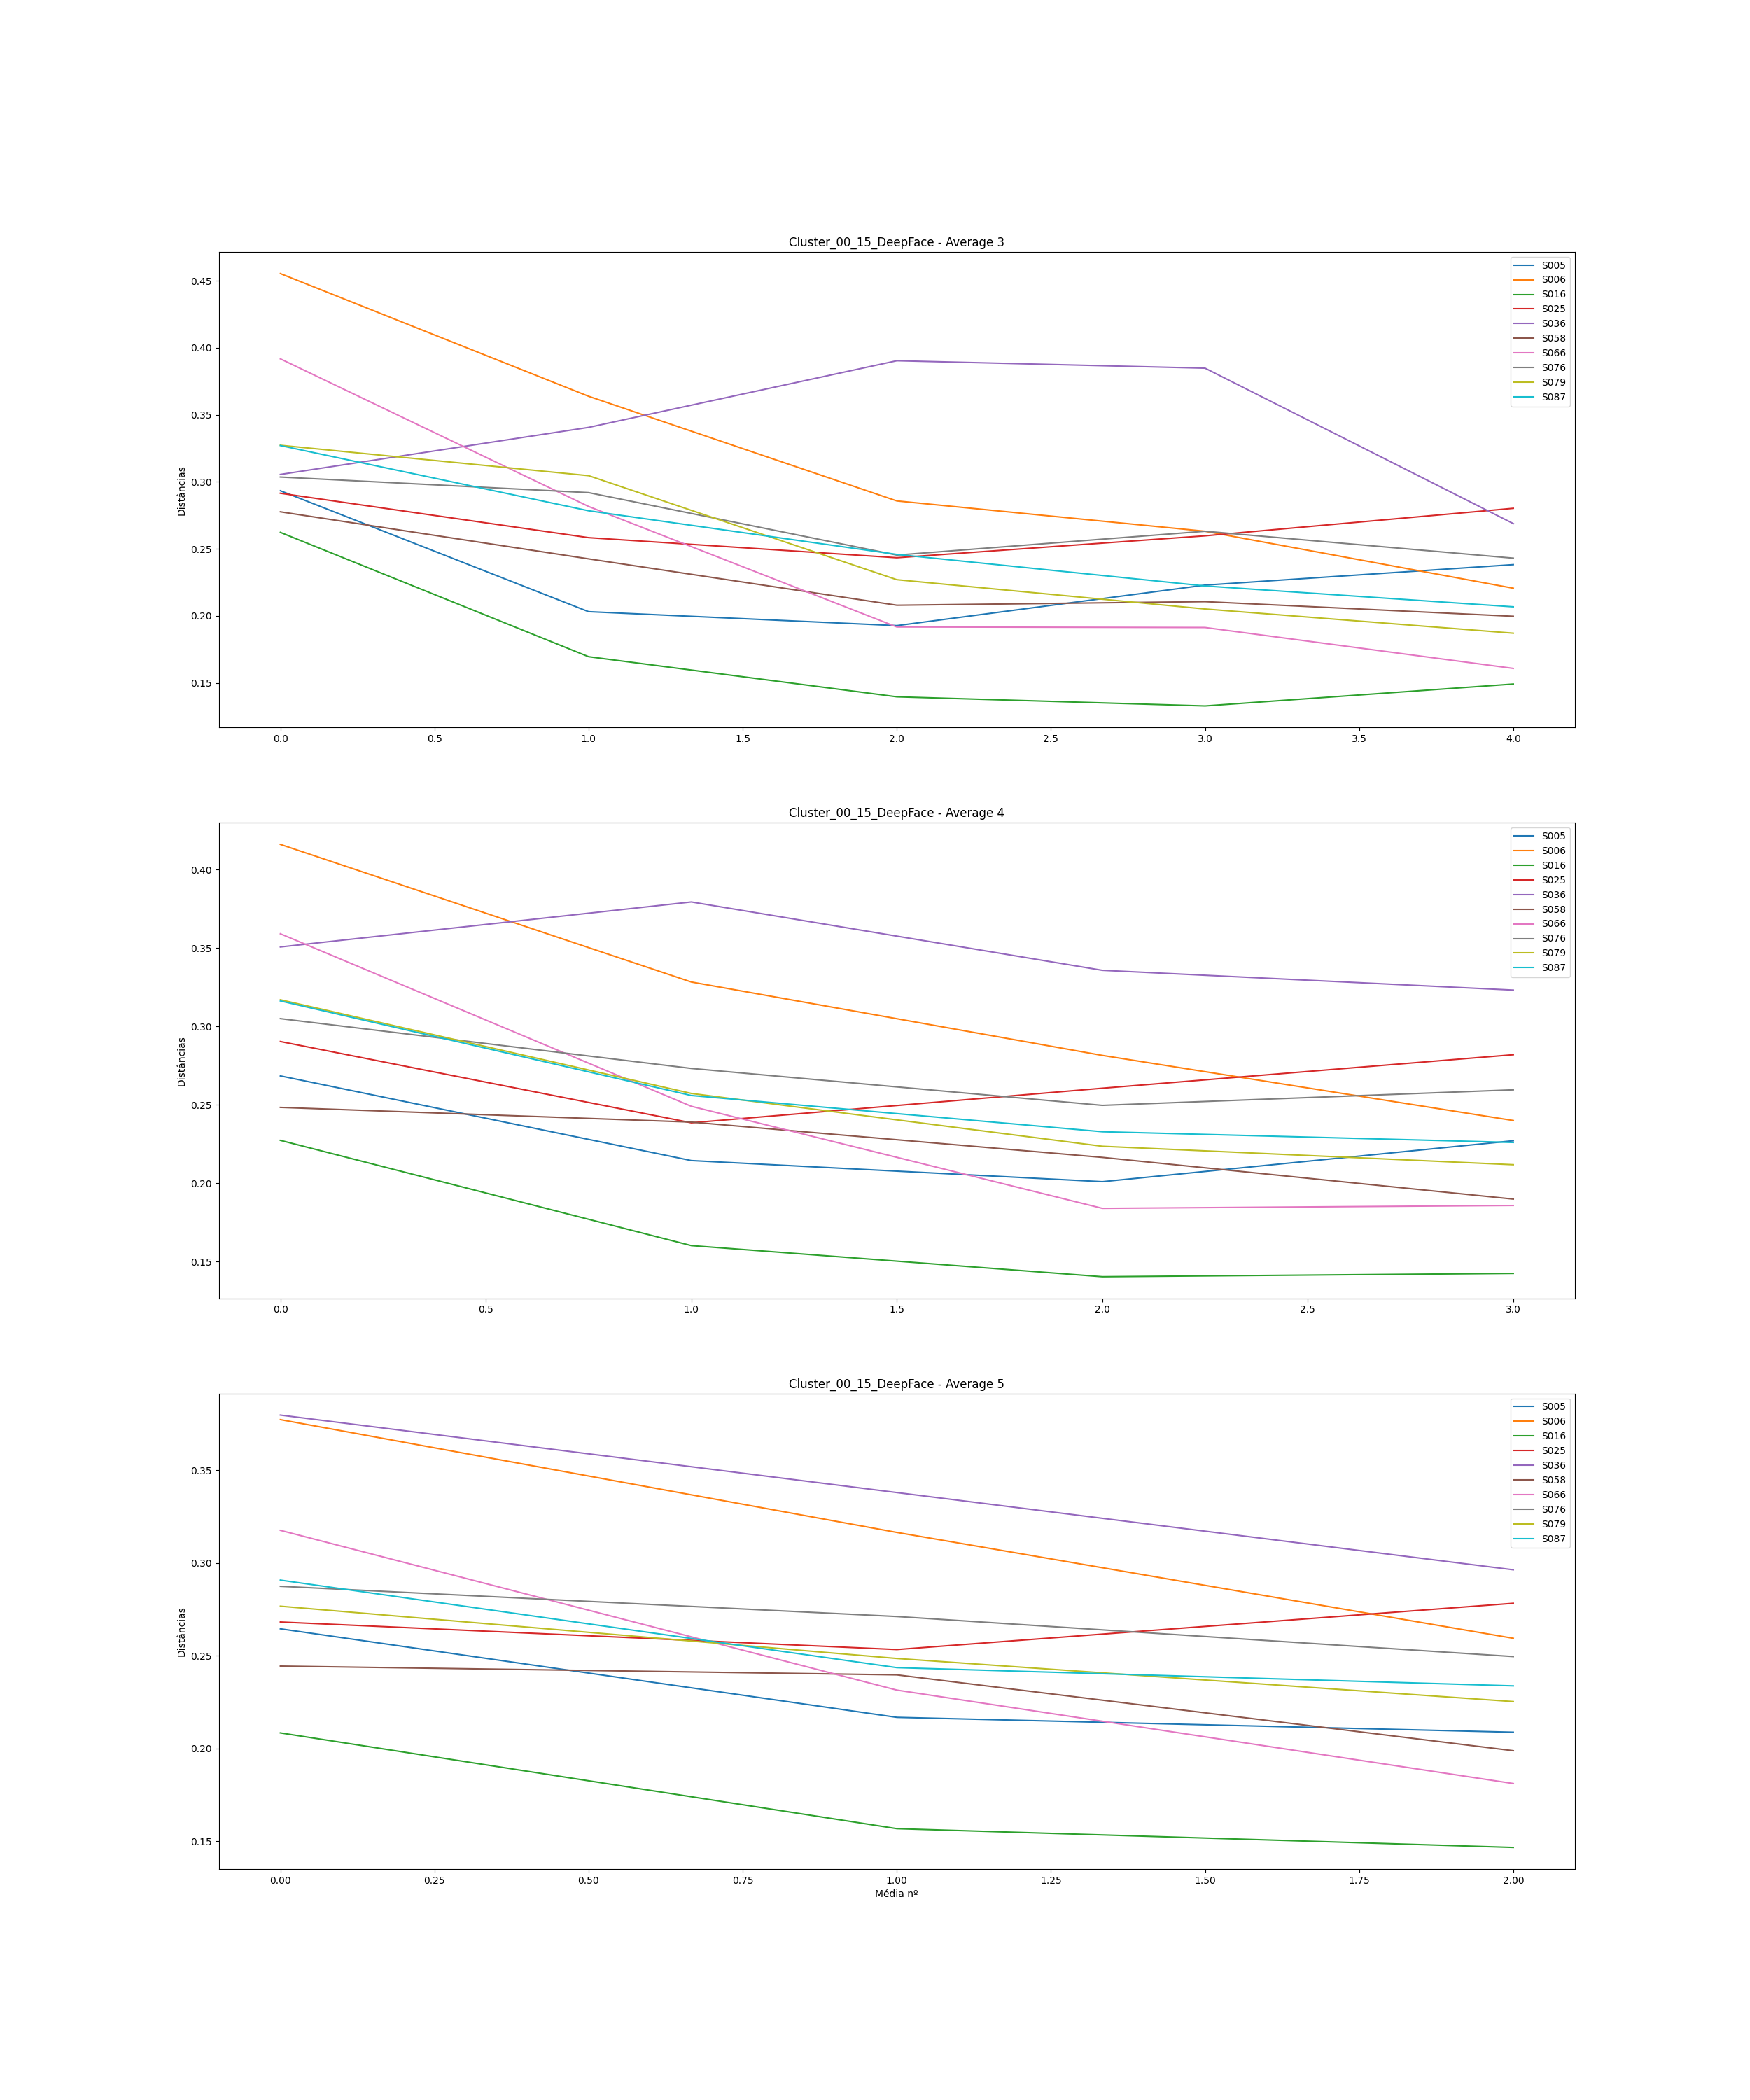 Cluster_00_15_DeepFace - Average 3
Distâncias
0.45
0.40
0.35
0.30
0.25
0.20
0.15
0.0 0.5 1.0 1.5 2.0 2.5 3.0 3.5 4.0
S005
S006
S016
S025
S036
S058
S066
S076
S079
S087
Cluster_00_15_DeepFace - Average 4
Distâncias
0.40
0.35
0.30
0.25
0.20
0.15
0.0 0.5 1.0 1.5 2.0 2.5 3.0
S005
S006
S016
S025
S036
S058
S066
S076
S079
S087
Cluster_00_15_DeepFace - Average 5
Distâncias
0.35
0.30
0.25
0.20
0.15
0.00 0.25 0.50 0.75 1.00 1.25 1.50 1.75 2.00
Média nº
S005
S006
S016
S025
S036
S058
S066
S076
S079
S087